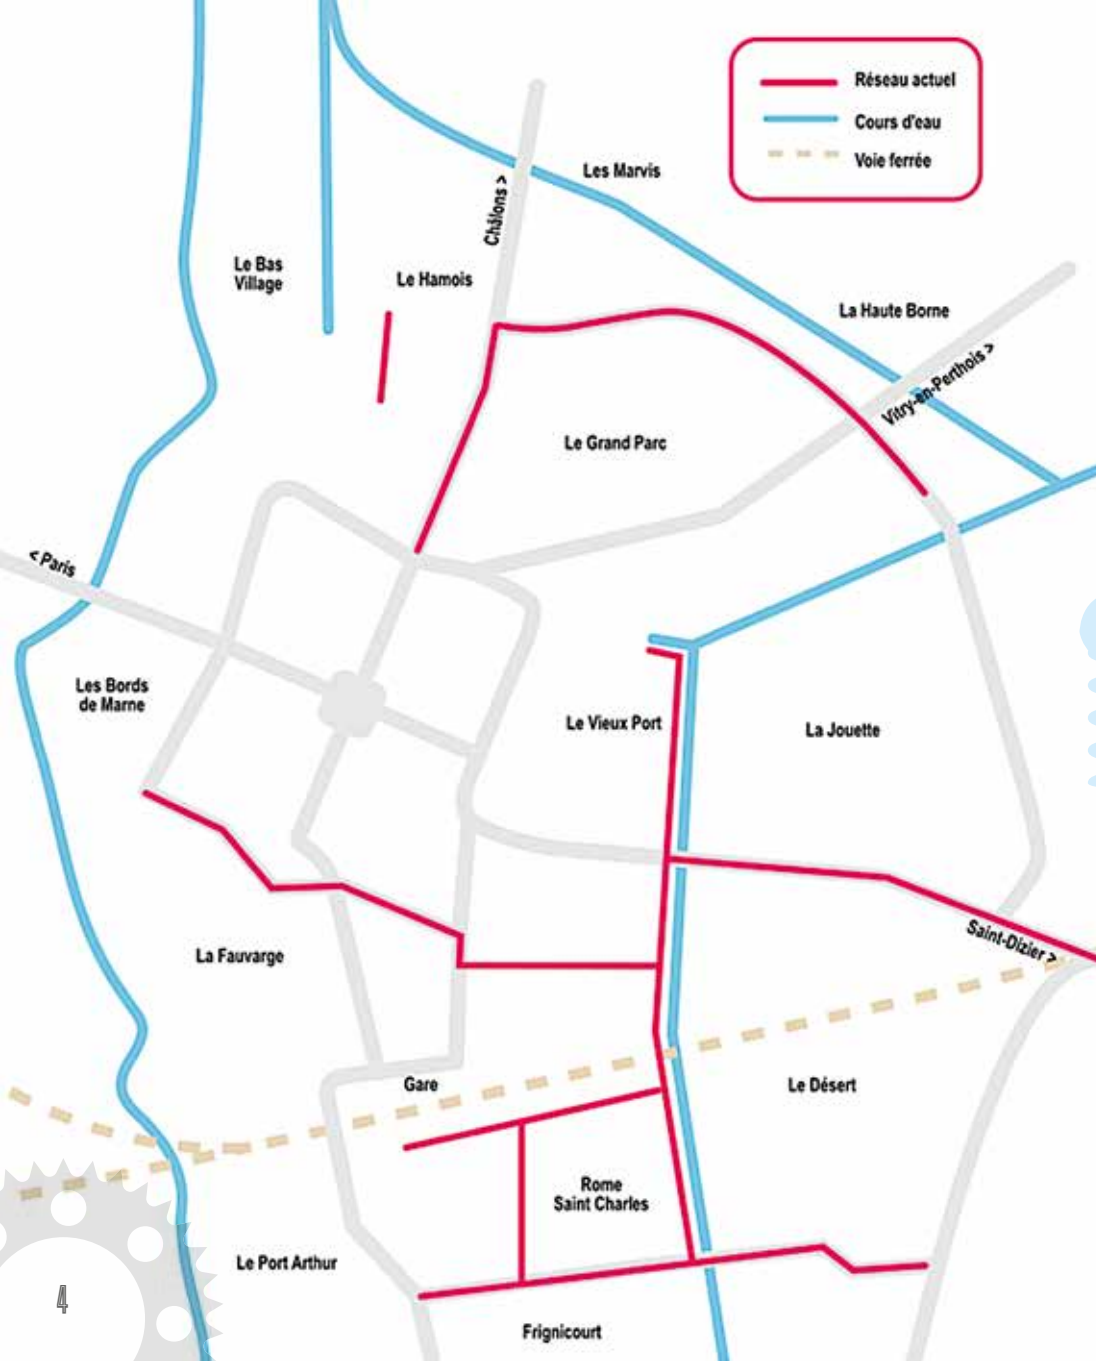 Réseau actuel
Cours d'eau
Voie ferrée
Les Marvis
Châlons >
Le Bas
Village
Le Hamois
La Haute Borne
Vitry-en-Perthois >
Le Grand Parc
< Paris
Les Bords
de Marne
Le Vieux Port
La Jouette
La Fauvarge
Saint-Dizier >
Gare
Le Désert
Rome
Saint Charles
Le Port Arthur
4
Frignicourt